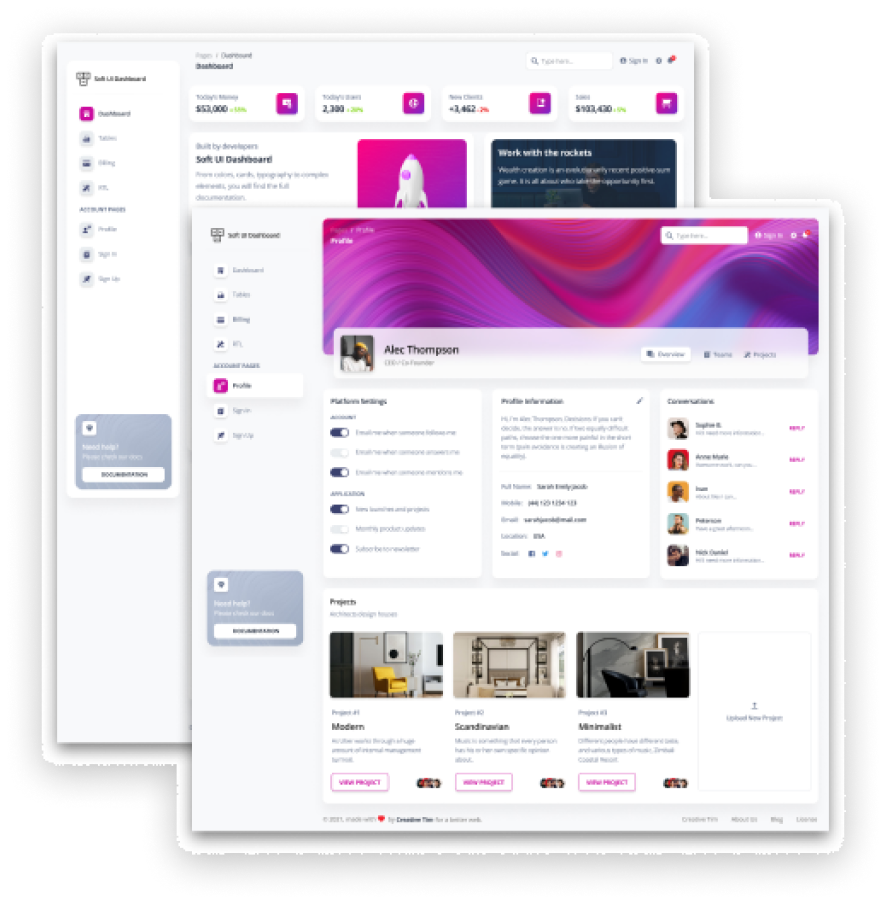 Pages / Dashboard
Dashboard
Type here...
Sign In
Soft UI Dashboard
Dashboard
Tables
Billing
RTL
ACCOUNT PAGES
Profile
Sign In
Sign Up
Need help?
Please check our docs
DOCUMENTATION
Today's Money
$53,000 +55%
Today's Users
2,300 +20%
New Clients
+3,462 -2%
Sales
$103,430 +5%
Built by developers
Soft UI Dashboard
From colors, cards, typography to complex
elements, you will find the full
documentation.
Work with the rockets
Wealth creation is an evolutionarily recent positive-sum
game. It is all about who take the opportunity first.
Soft UI Dashboard
Dashboard
Tables
Billing
RTL
ACCOUNT PAGES
Profile
Sign In
Sign Up
Need help?
Please check our docs
DOCUMENTATION
Pages / Profile
Profile
Type here...
Sign In
Alec Thompson
CEO / Co-Founder
Overview
Teams
Projects
Platform Settings
ACCOUNT
Email me when someone follows me
Email me when someone answers me
Email me when someone mentions me
APPLICATION
New launches and projects
Monthly product updates
Subscribe to newsletter
Profile Information
Hi, I'm Alec Thompson, Decisions: If you can't
decide, the answer is no. If two equally difficult
paths, choose the one more painful in the short
term (pain avoidance is creating an illusion of
equality).
Full Name: Sarah Emily Jacob
Mobile: (44) 123 1234 123
Email: sarahjacob@mail.com
Location: USA
Social:
Conversations
Sophie B.
Hi! I need more information...
REPLY
Anne Marie
Awesome work, can you...
REPLY
Ivan
About files I can...
REPLY
Peterson
Have a great afternoon...
REPLY
Nick Daniel
Hi! I need more information...
REPLY
Projects
Architects design houses
Project #1
Modern
As Uber works through a huge
amount of internal management
turmoil.
VIEW PROJECT
Project #2
Scandinavian
Music is something that every person
has his or her own specific opinion
about.
VIEW PROJECT
Project #3
Minimalist
Different people have different taste,
and various types of music, Zimbali
Coastal Resort
VIEW PROJECT
Upload New Project
© 2021, made with ❤ by Creative Tim for a better web.
Creative Tim
About Us
Blog
License